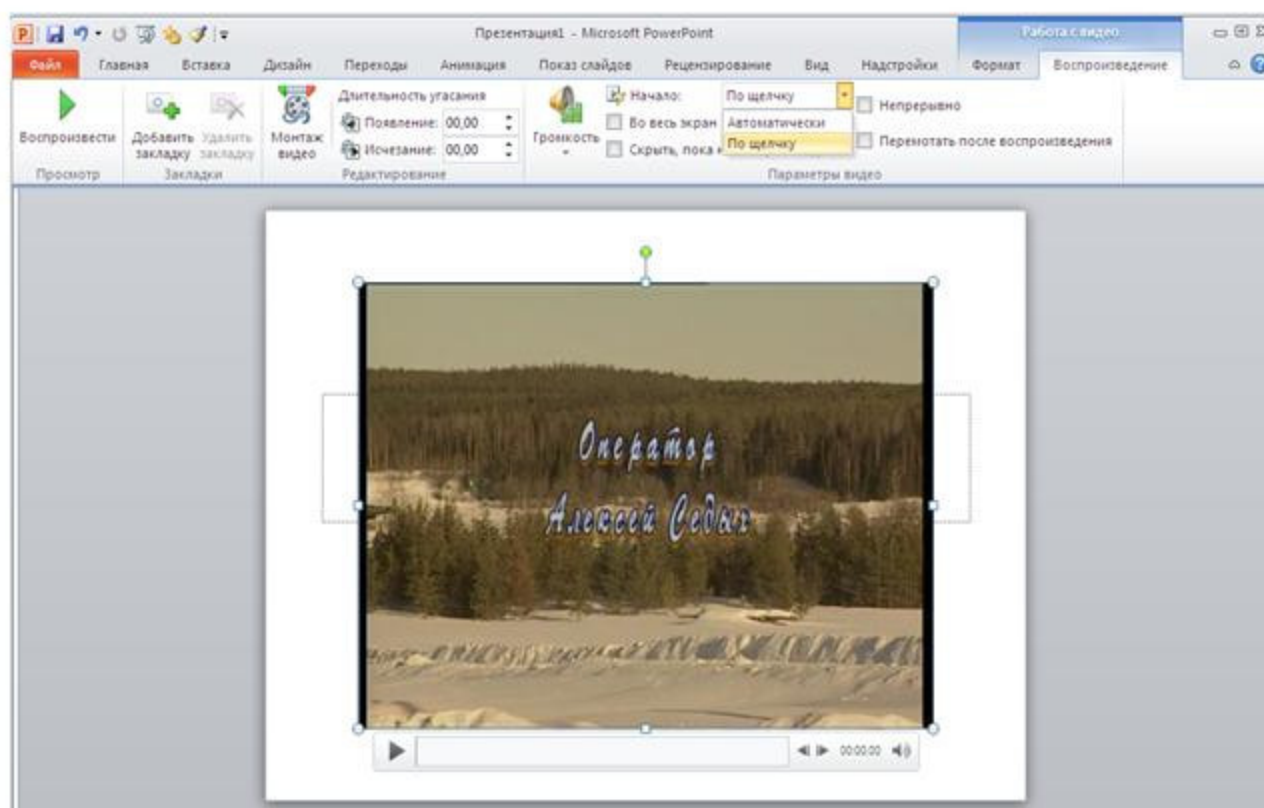 Презентация1 - Microsoft PowerPoint
Работа с видео
Файл Главная Вставка Дизайн Переходы Анимация Показ слайдов Рецензирование Вид Надстройки Формат Воспроизведение
Воспроизвести
Просмотр
Добавить закладку
Удалить закладку
Закладки
Монтаж видео
Длительность угасания
Появление: 00,00
Исчезание: 00,00
Редактирование
Громкость
Начало: По щелчку
Во весь экран
Автоматически
Скрыть, пока
По щелчку
Непрерывно
Перемотать после воспроизведения
Параметры видео
Оператор
Алексей Седых
00:00.00